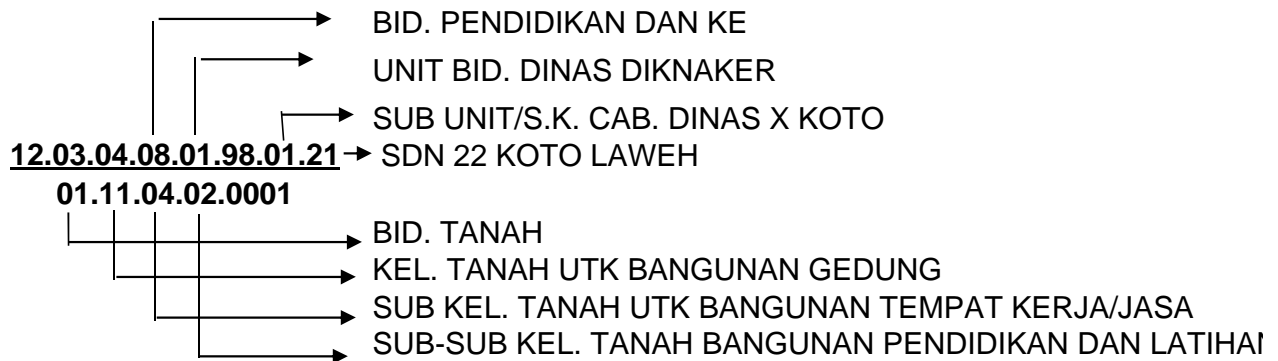 BID. PENDIDIKAN DAN KE
UNIT BID. DINAS DIKNAKER
SUB UNIT/S.K. CAB. DINAS X KOTO
12.03.04.08.01.98.01.21 SDN 22 KOTO LAWEH
01.11.04.02.0001
BID. TANAH
KEL. TANAH UTK BANGUNAN GEDUNG
SUB KEL. TANAH UTK BANGUNAN TEMPAT KERJA/JASA
SUB-SUB KEL. TANAH BANGUNAN PENDIDIKAN DAN LATIHAN